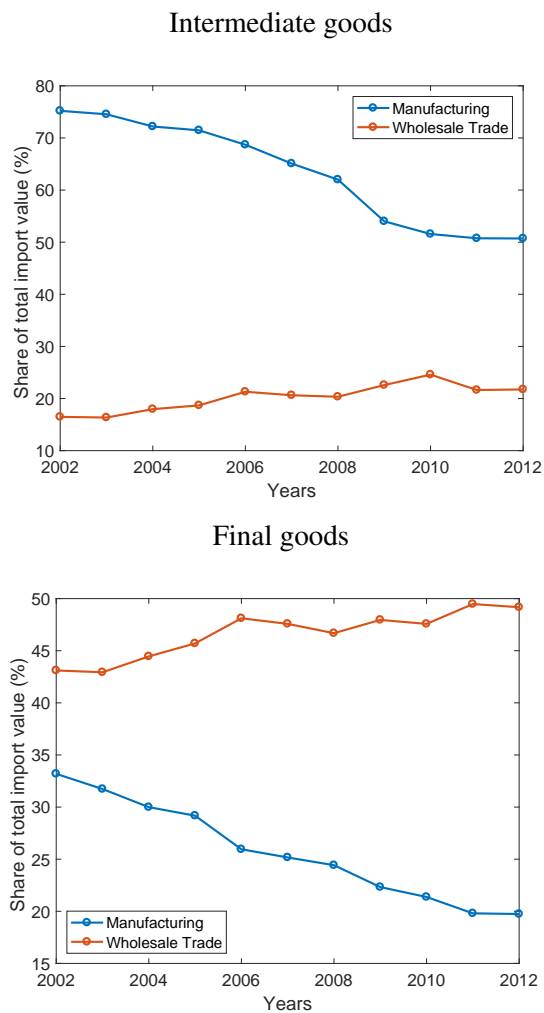 Intermediate goods
80
70
60
50
40
30
20
10
Share of total import value (%)
Manufacturing
Wholesale Trade
2002 2004 2006 2008 2010 2012
Years
Final goods
50
45
40
35
30
25
20
15
Share of total import value (%)
Manufacturing
Wholesale Trade
2002 2004 2006 2008 2010 2012
Years